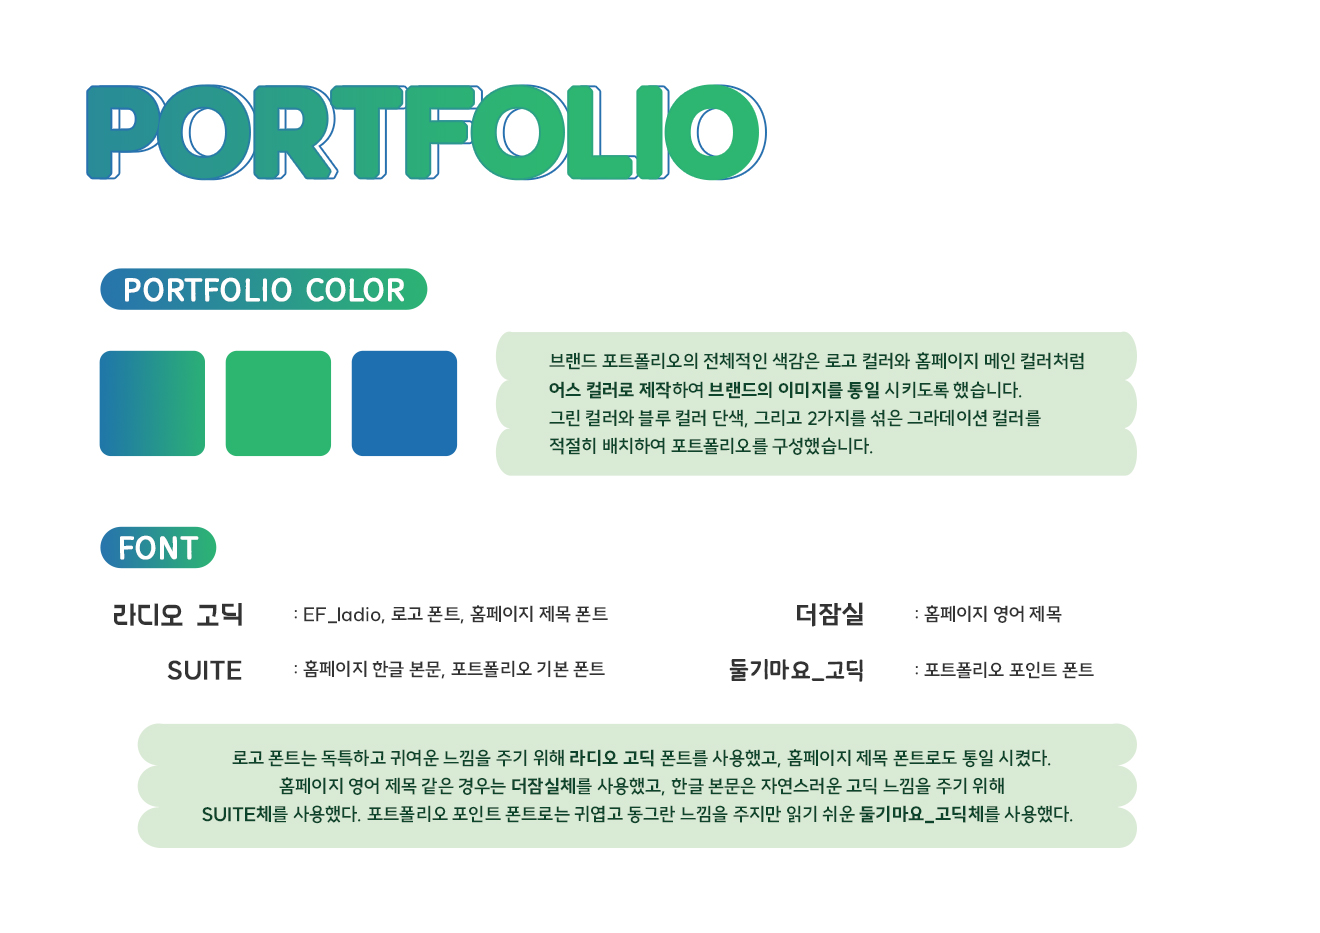 PORTFOLIO
PORTFOLIO COLOR
브랜드 포트폴리오의 전체적인 색감은 로고 컬러와 홈페이지 메인 컬러처럼
어스 컬러로 제작하여 브랜드의 이미지를 통일 시키도록 했습니다.
그린 컬러와 블루 컬러 단색, 그리고 2가지를 섞은 그라데이션 컬러를
적절히 배치하여 포트폴리오를 구성했습니다.
FONT
라디오 고딕 : EF_ladio, 로고 폰트, 홈페이지 제목 폰트
더잠실 : 홈페이지 영어 제목
SUITE : 홈페이지 한글 본문, 포트폴리오 기본 폰트
둘기마요_고딕 : 포트폴리오 포인트 폰트
로고 폰트는 독특하고 귀여운 느낌을 주기 위해 라디오 고딕 폰트를 사용했고, 홈페이지 제목 폰트로도 통일 시켰다.
홈페이지 영어 제목 같은 경우는 더잠실체를 사용했고, 한글 본문은 자연스러운 고딕 느낌을 주기 위해
SUITE체를 사용했다. 포트폴리오 포인트 폰트로는 귀엽고 동그란 느낌을 주지만 읽기 쉬운 둘기마요_고딕체를 사용했다.